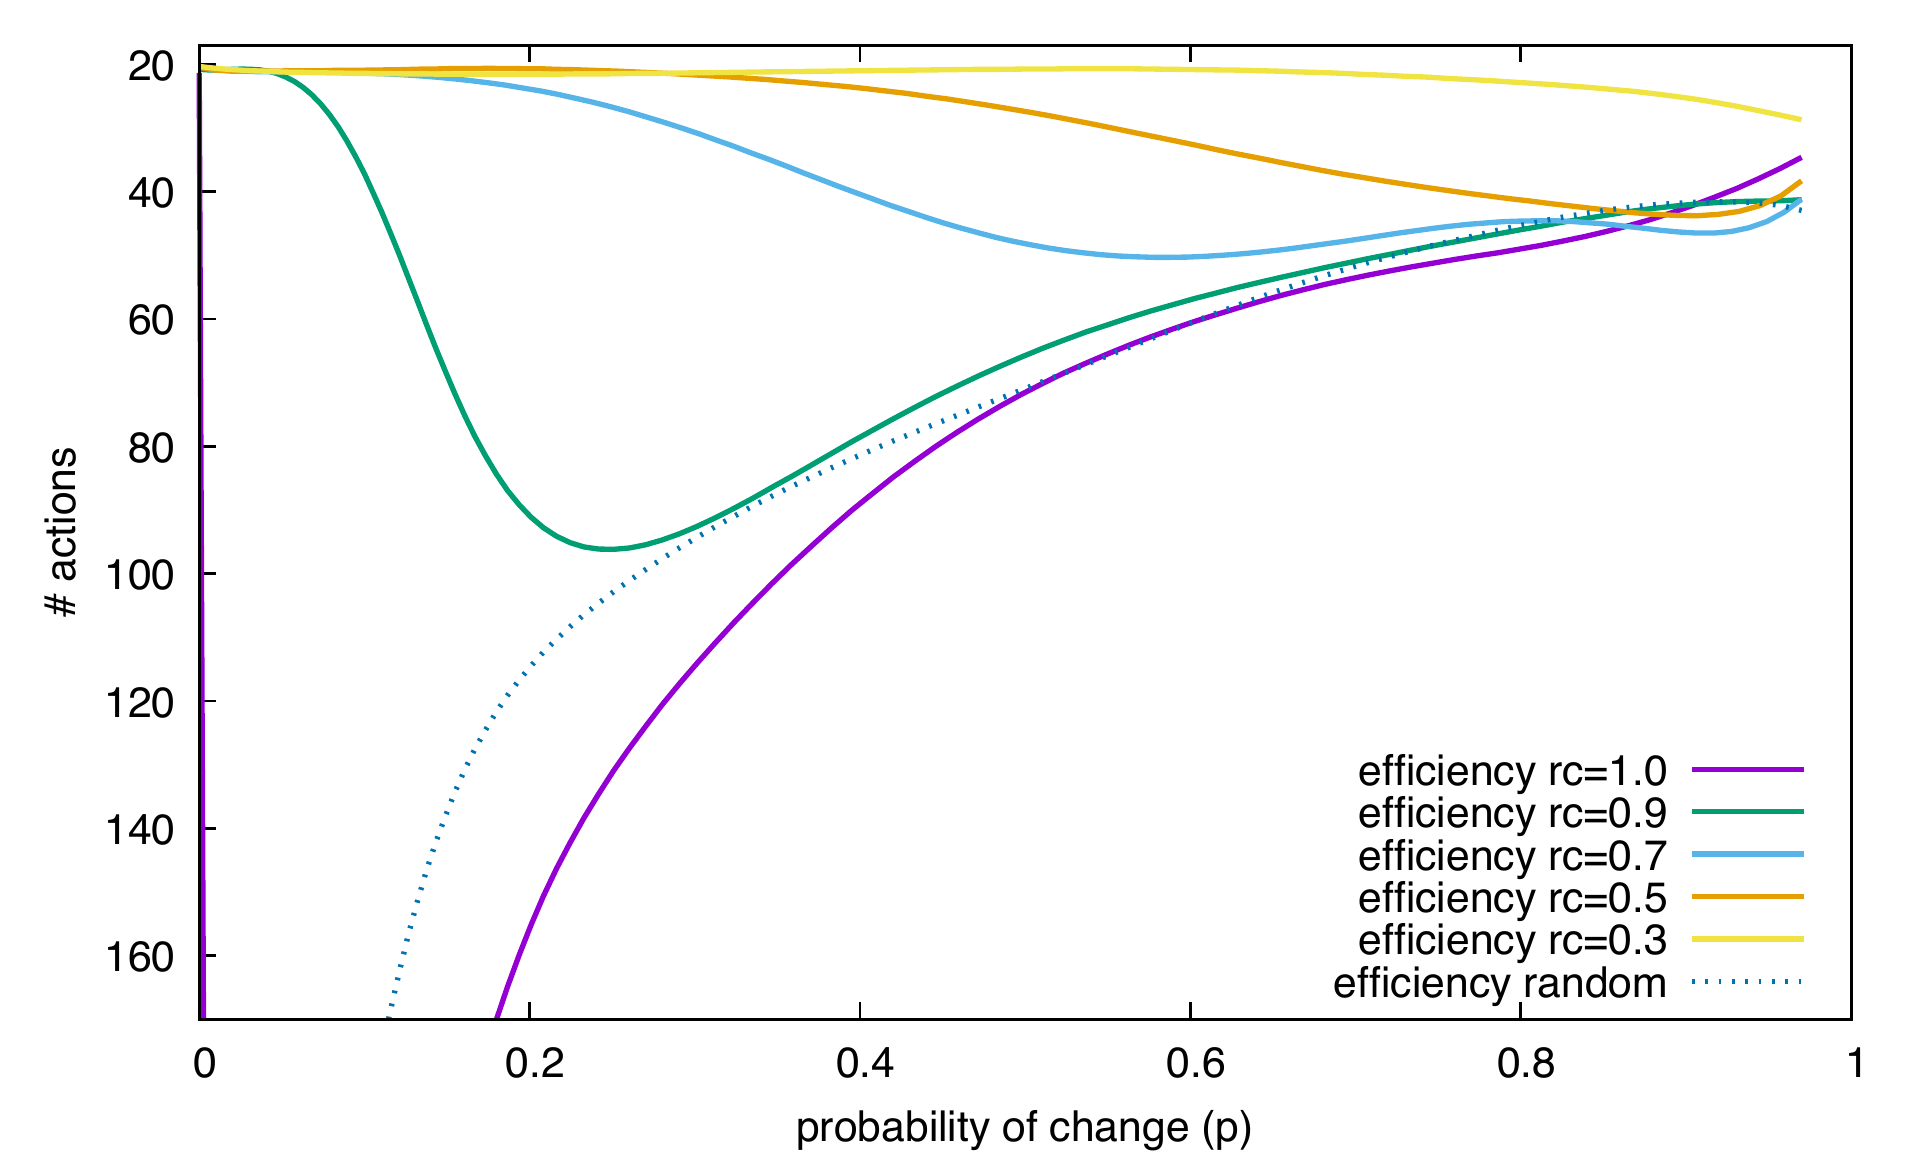 20
40
60
80
100
120
140
160
# actions
efficiency rc=1.0
efficiency rc=0.9
efficiency rc=0.7
efficiency rc=0.5
efficiency rc=0.3
efficiency random
0 0.2 0.4 0.6 0.8 1
probability of change (p)